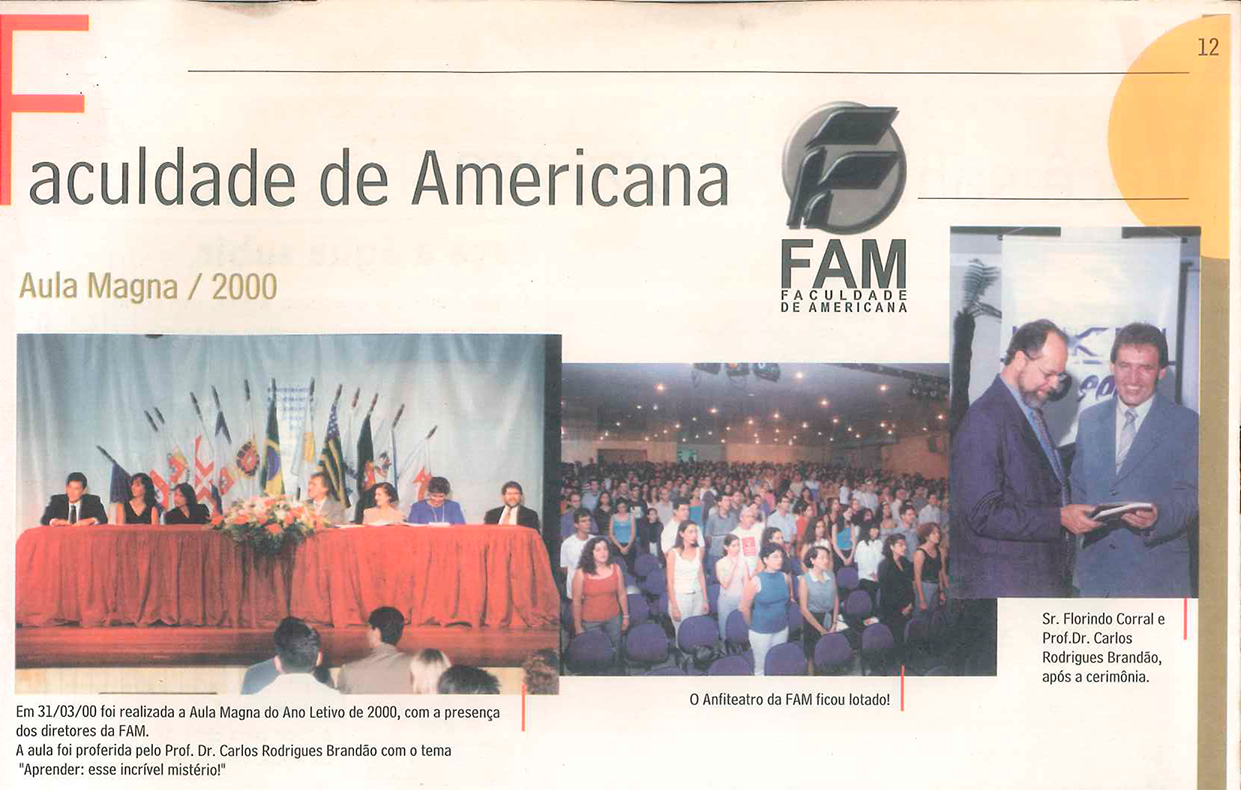 12
Faculdade de Americana
FAM
FACULDADE
DE AMERICANA
Aula Magna / 2000
Em 31/03/00 foi realizada a Aula Magna do Ano Letivo de 2000, com a presença
dos diretores da FAM.
A aula foi proferida pelo Prof. Dr. Carlos Rodrigues Brandão com o tema
"Aprender: esse incrível mistério!"
O Anfiteatro da FAM ficou lotado!
Sr. Florindo Corral e
Prof.Dr. Carlos
Rodrigues Brandão,
após a cerimônia.